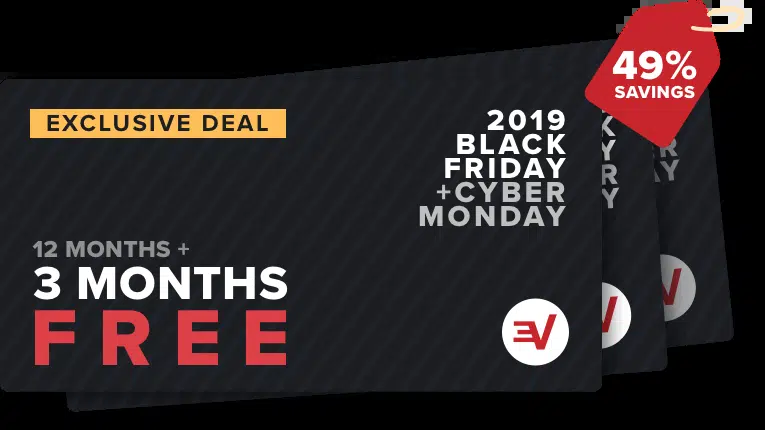 49%
SAVINGS
EXCLUSIVE DEAL
2019
BLACK
FRIDAY
+CYBER
MONDAY
12 MONTHS +
3 MONTHS
FREE